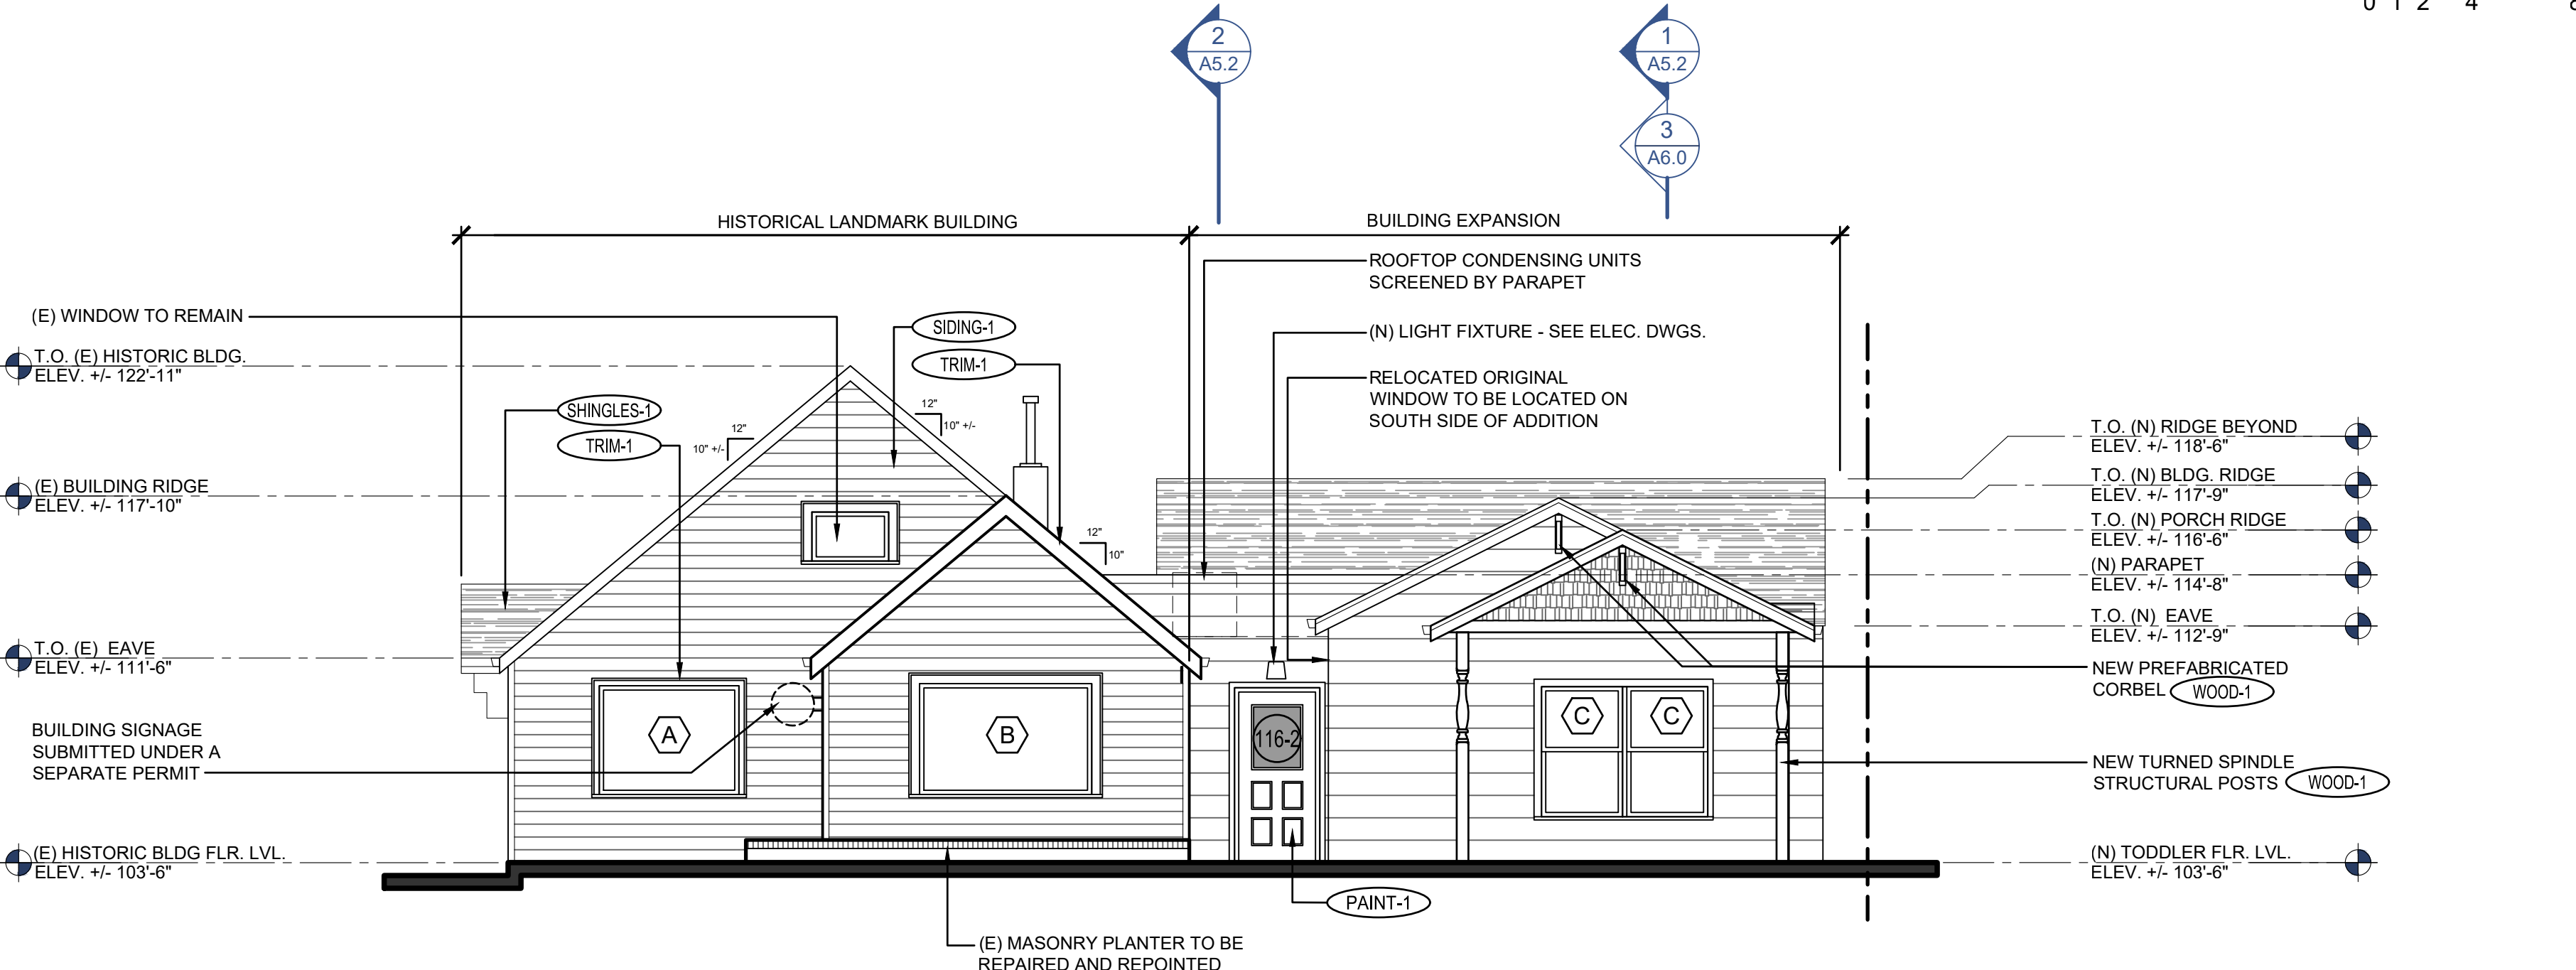 0 1 2 4 8
2
A5.2
1
A5.2
3
A6.0
HISTORICAL LANDMARK BUILDING
BUILDING EXPANSION
ROOFTOP CONDENSING UNITS
SCREENED BY PARAPET
(E) WINDOW TO REMAIN
SIDING-1
(N) LIGHT FIXTURE - SEE ELEC. DWGS.
T.O. (E) HISTORIC BLDG.
ELEV. +/- 122'-11"
TRIM-1
RELOCATED ORIGINAL
WINDOW TO BE LOCATED ON
SOUTH SIDE OF ADDITION
SHINGLES-1
TRIM-1
12"
10" +/-
12"
10" +/-
12"
10"
(E) BUILDING RIDGE
ELEV. +/- 117'-10"
T.O. (N) RIDGE BEYOND
ELEV. +/- 118'-6"
T.O. (N) BLDG. RIDGE
ELEV. +/- 117'-9"
T.O. (N) PORCH RIDGE
ELEV. +/- 116'-6"
(N) PARAPET
ELEV. +/- 114'-8"
T.O. (N) EAVE
ELEV. +/- 112'-9"
T.O. (E) EAVE
ELEV. +/- 111'-6"
NEW PREFABRICATED
CORBEL WOOD-1
BUILDING SIGNAGE
SUBMITTED UNDER A
SEPARATE PERMIT
A
B
116-2
C
C
NEW TURNED SPINDLE
STRUCTURAL POSTS WOOD-1
(E) HISTORIC BLDG FLR. LVL.
ELEV. +/- 103'-6"
(N) TODDLER FLR. LVL.
ELEV. +/- 103'-6"
PAINT-1
(E) MASONRY PLANTER TO BE
REPAIRED AND REPOINTED